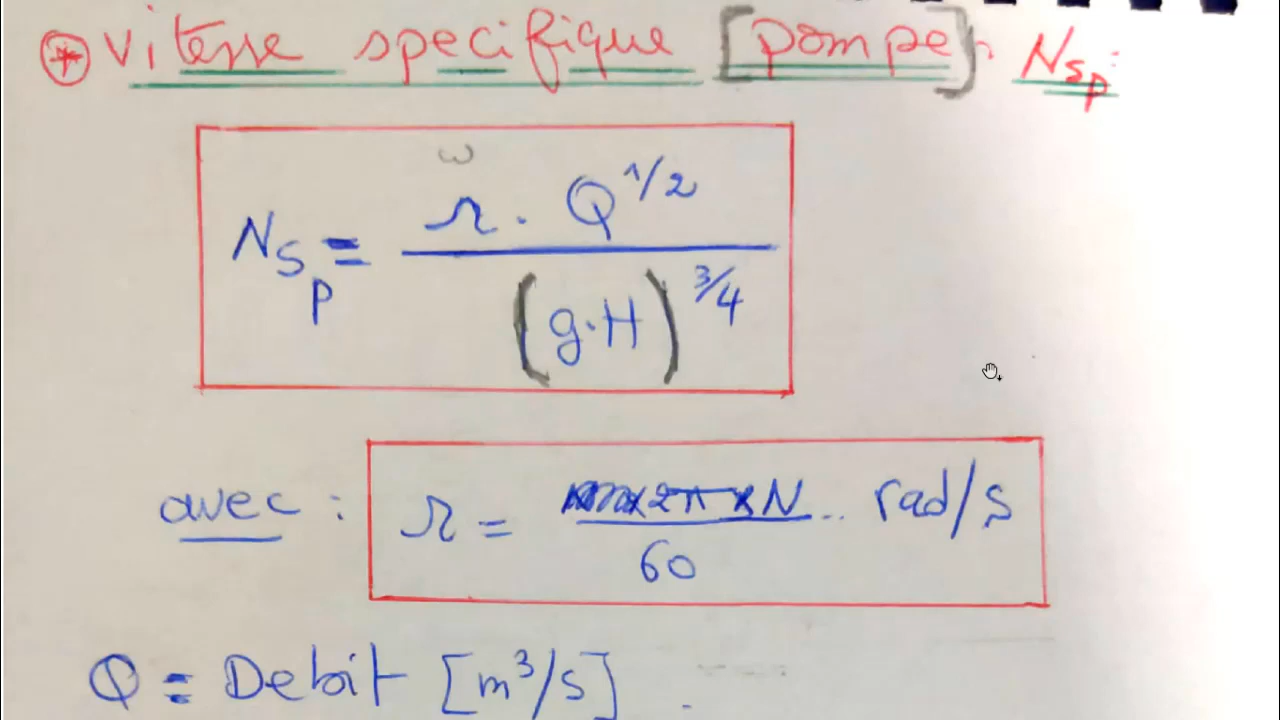 * Vitesse specifique [pompe]: Nsp:
ω
Nsp = Ω · Q^1/2 / (g·H)^3/4
avec : Ω = 2π x N / 60 .. rad/s
Q = Debit [m³/s] .